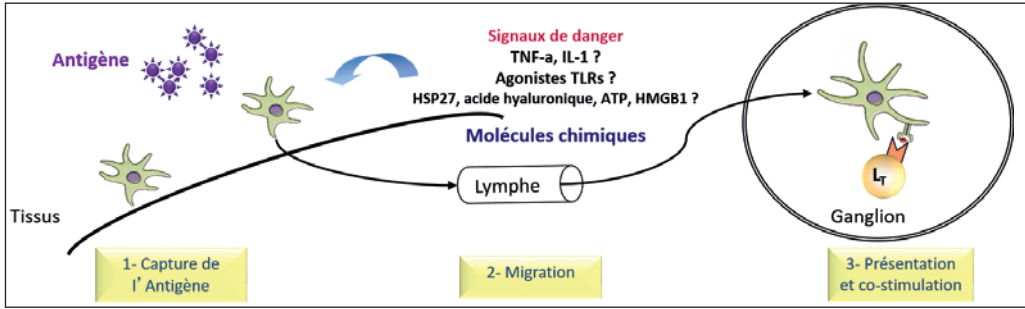 Antigène
Signaux de danger
TNF-a, IL-1 ?
Agonistes TLRs ?
HSP27, acide hyaluronique, ATP, HMGB1 ?
Molécules chimiques
Lymphe
L_T
Tissus
Ganglion
1- Capture de
l'Antigène
2- Migration
3- Présentation
et co-stimulation